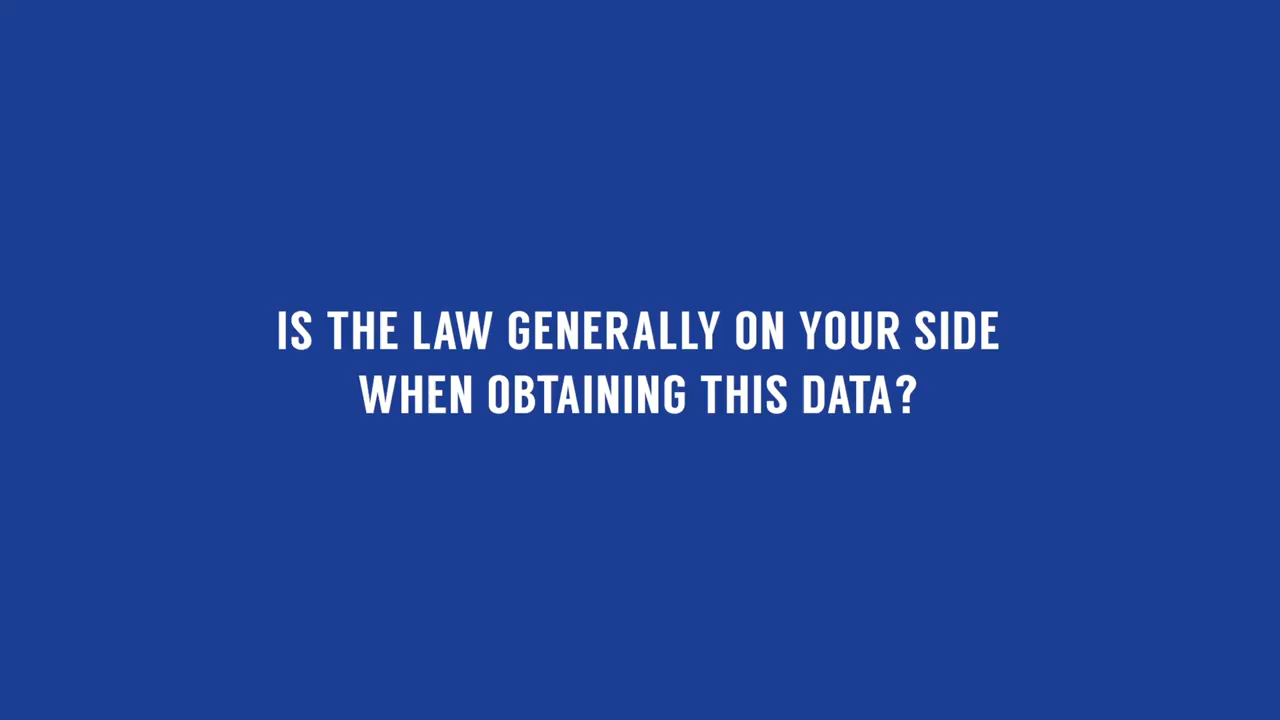 IS THE LAW GENERALLY ON YOUR SIDE
WHEN OBTAINING THIS DATA?